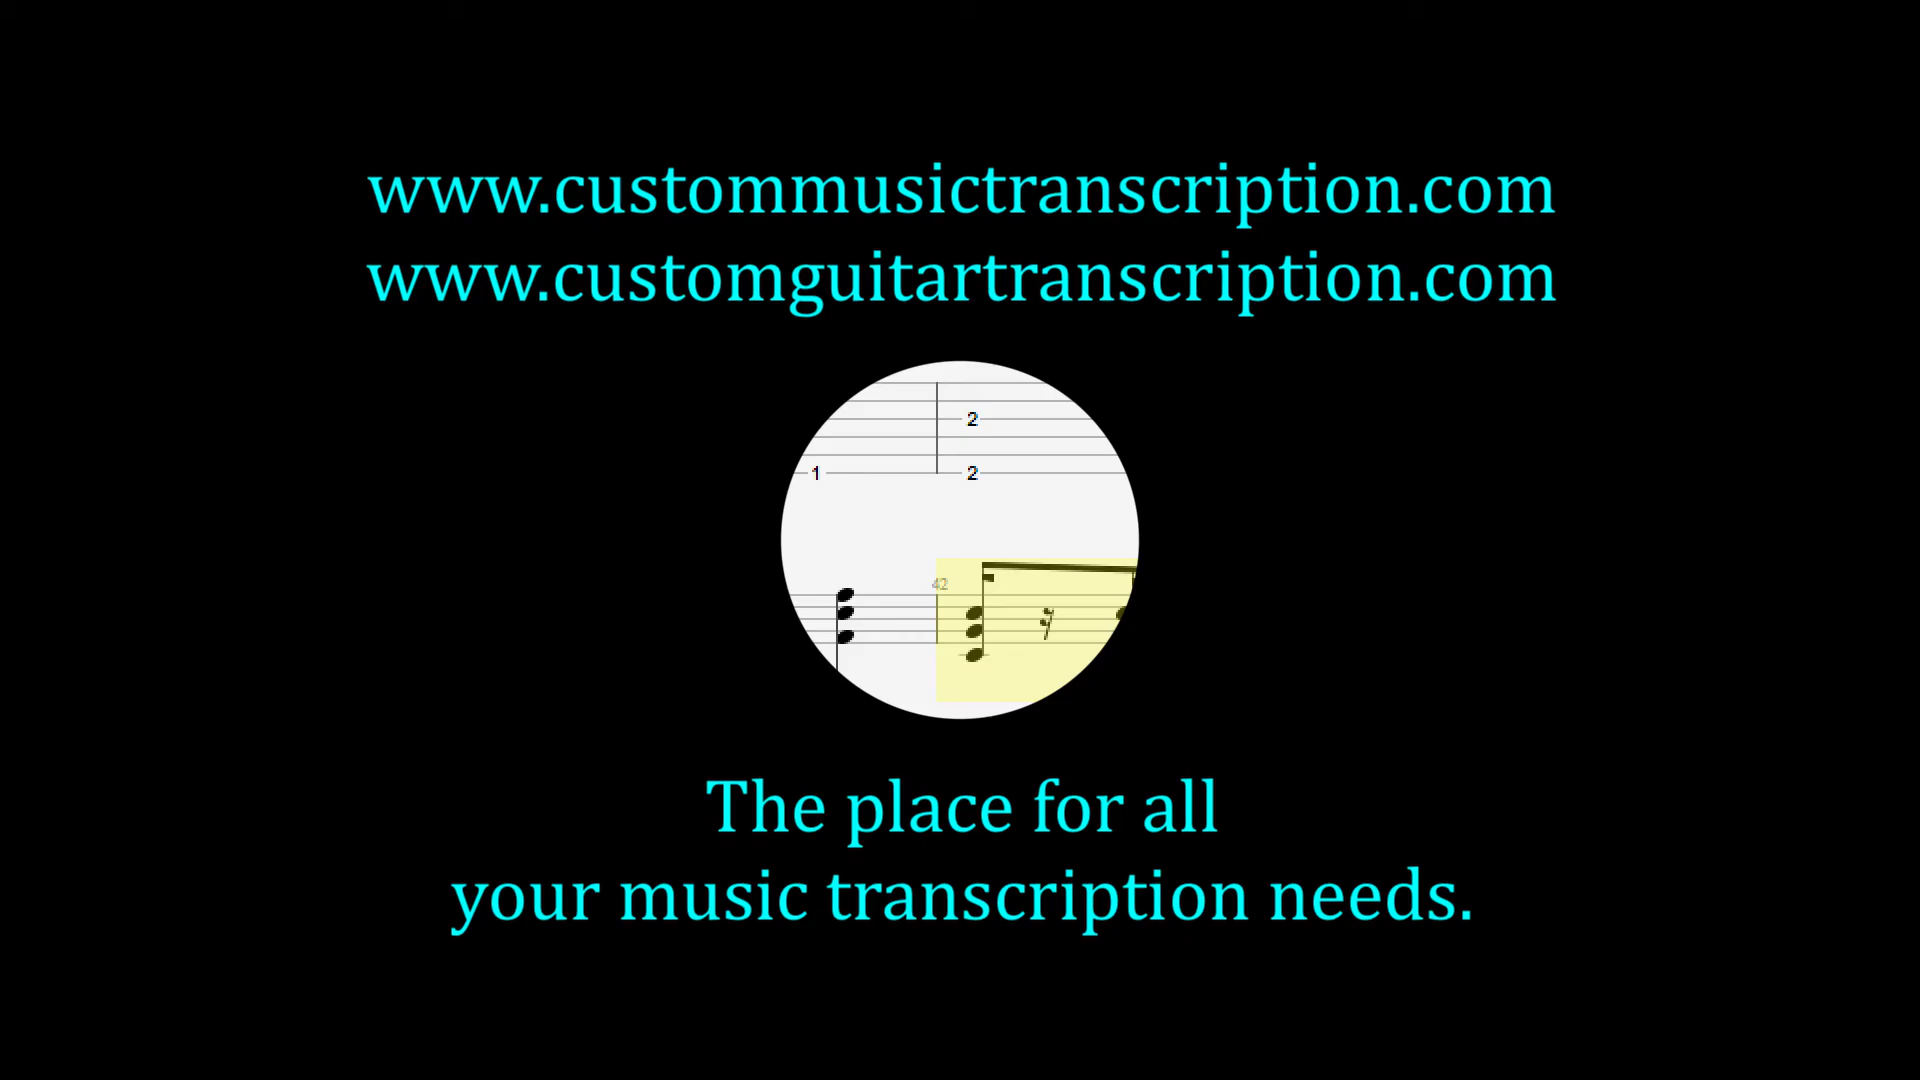 www.custommusictranscription.com
www.customguitartranscription.com
2
1
2
42
The place for all
your music transcription needs.